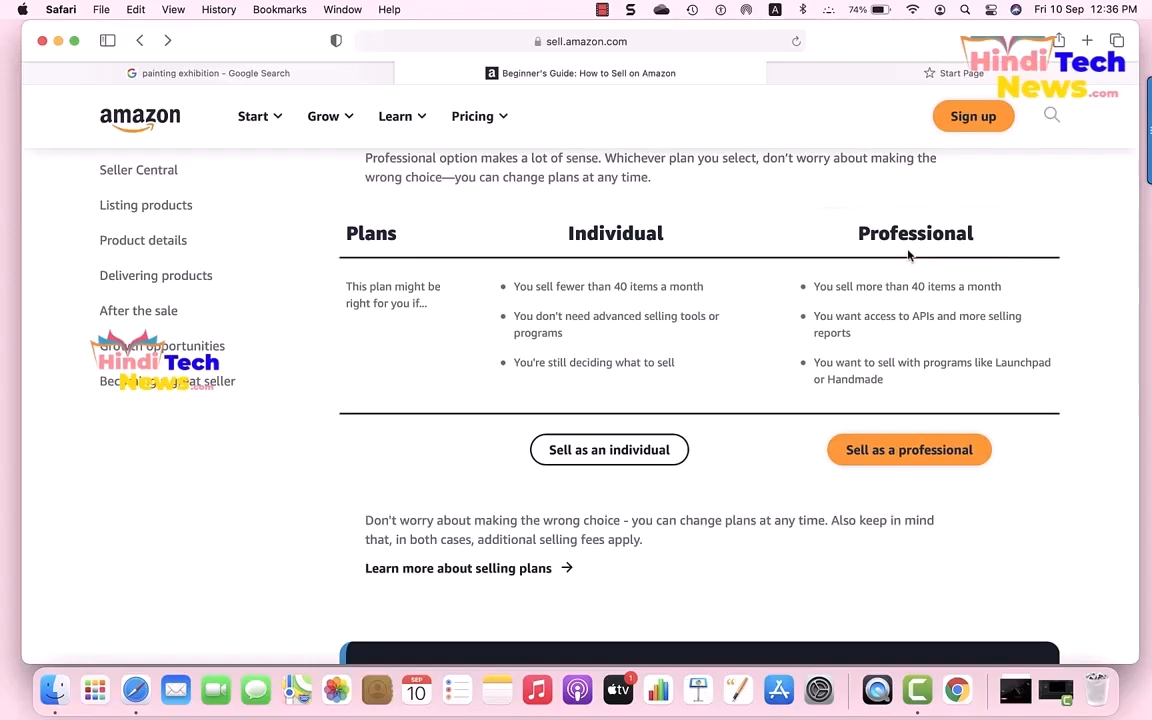 Safari File Edit View History Bookmarks Window Help 74% Fri 10 Sep 12:36 PM
sell.amazon.com
painting exhibition – Google Search
Beginner's Guide: How to Sell on Amazon
Start Page
Hindi Tech
News.com
amazon
Start
Grow
Learn
Pricing
Sign up
Seller Central
Listing products
Product details
Delivering products
After the sale
Growth opportunities
Hindi Tech
News.com
great seller
Professional option makes a lot of sense. Whichever plan you select, don’t worry about making the
wrong choice—you can change plans at any time.
Plans
Individual
Professional
This plan might be
right for you if...
You sell fewer than 40 items a month
You don't need advanced selling tools or
programs
You're still deciding what to sell
You sell more than 40 items a month
You want access to APIs and more selling
reports
You want to sell with programs like Launchpad
or Handmade
Sell as an individual
Sell as a professional
Don't worry about making the wrong choice - you can change plans at any time. Also keep in mind
that, in both cases, additional selling fees apply.
Learn more about selling plans
SEP
10
tv
1